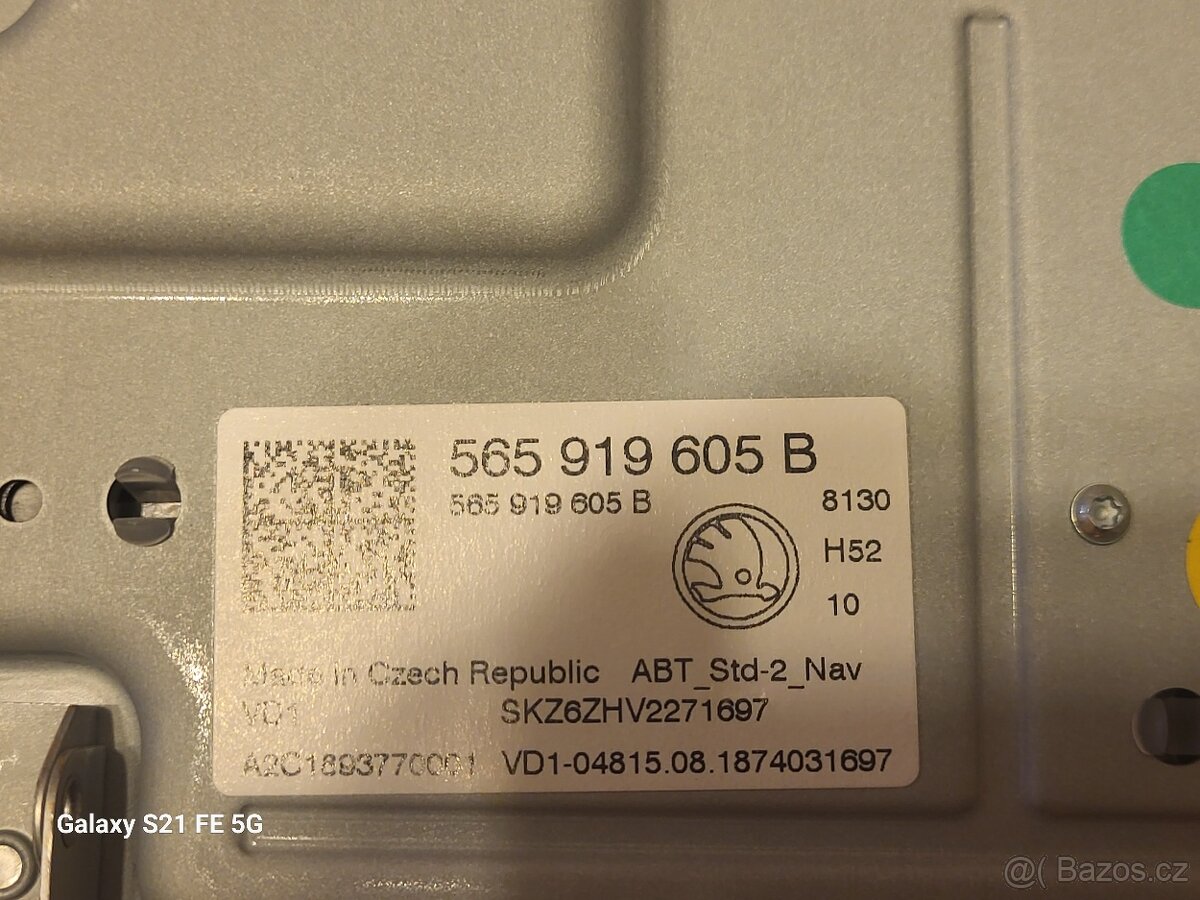 565 919 605 B
565 919 605 B
8130
H52
10
Made in Czech Republic ABT_Std-2_Nav
VD1 SKZ6ZHV2271697
A2C1893770001 VD1-04815.08.1874031697
Galaxy S21 FE 5G
@( Bazos.cz